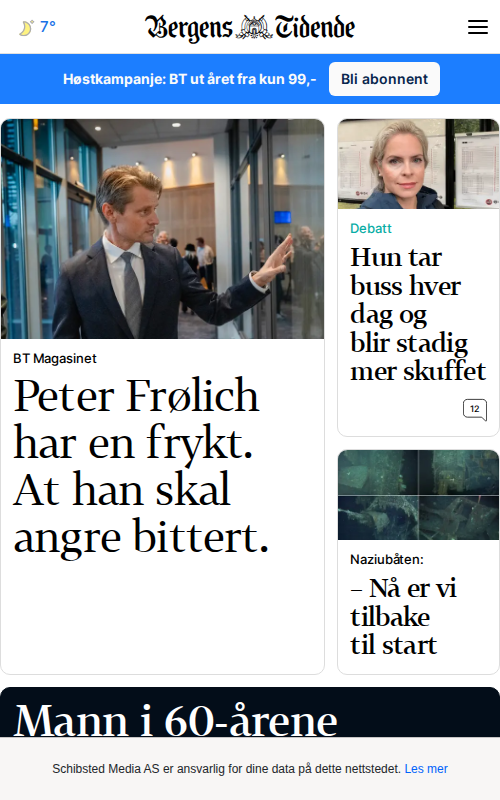 7°
Bergens Tidende
Høstkampanje: BT ut året fra kun 99,-
Bli abonnent
BT Magasinet
Peter Frølich
har en frykt.
At han skal
angre bittert.
Debatt
Hun tar
buss hver
dag og
blir stadig
mer skuffet
12
Naziubåten:
– Nå er vi
tilbake
til start
Mann i 60-årene
Schibsted Media AS er ansvarlig for dine data på dette nettstedet. Les mer